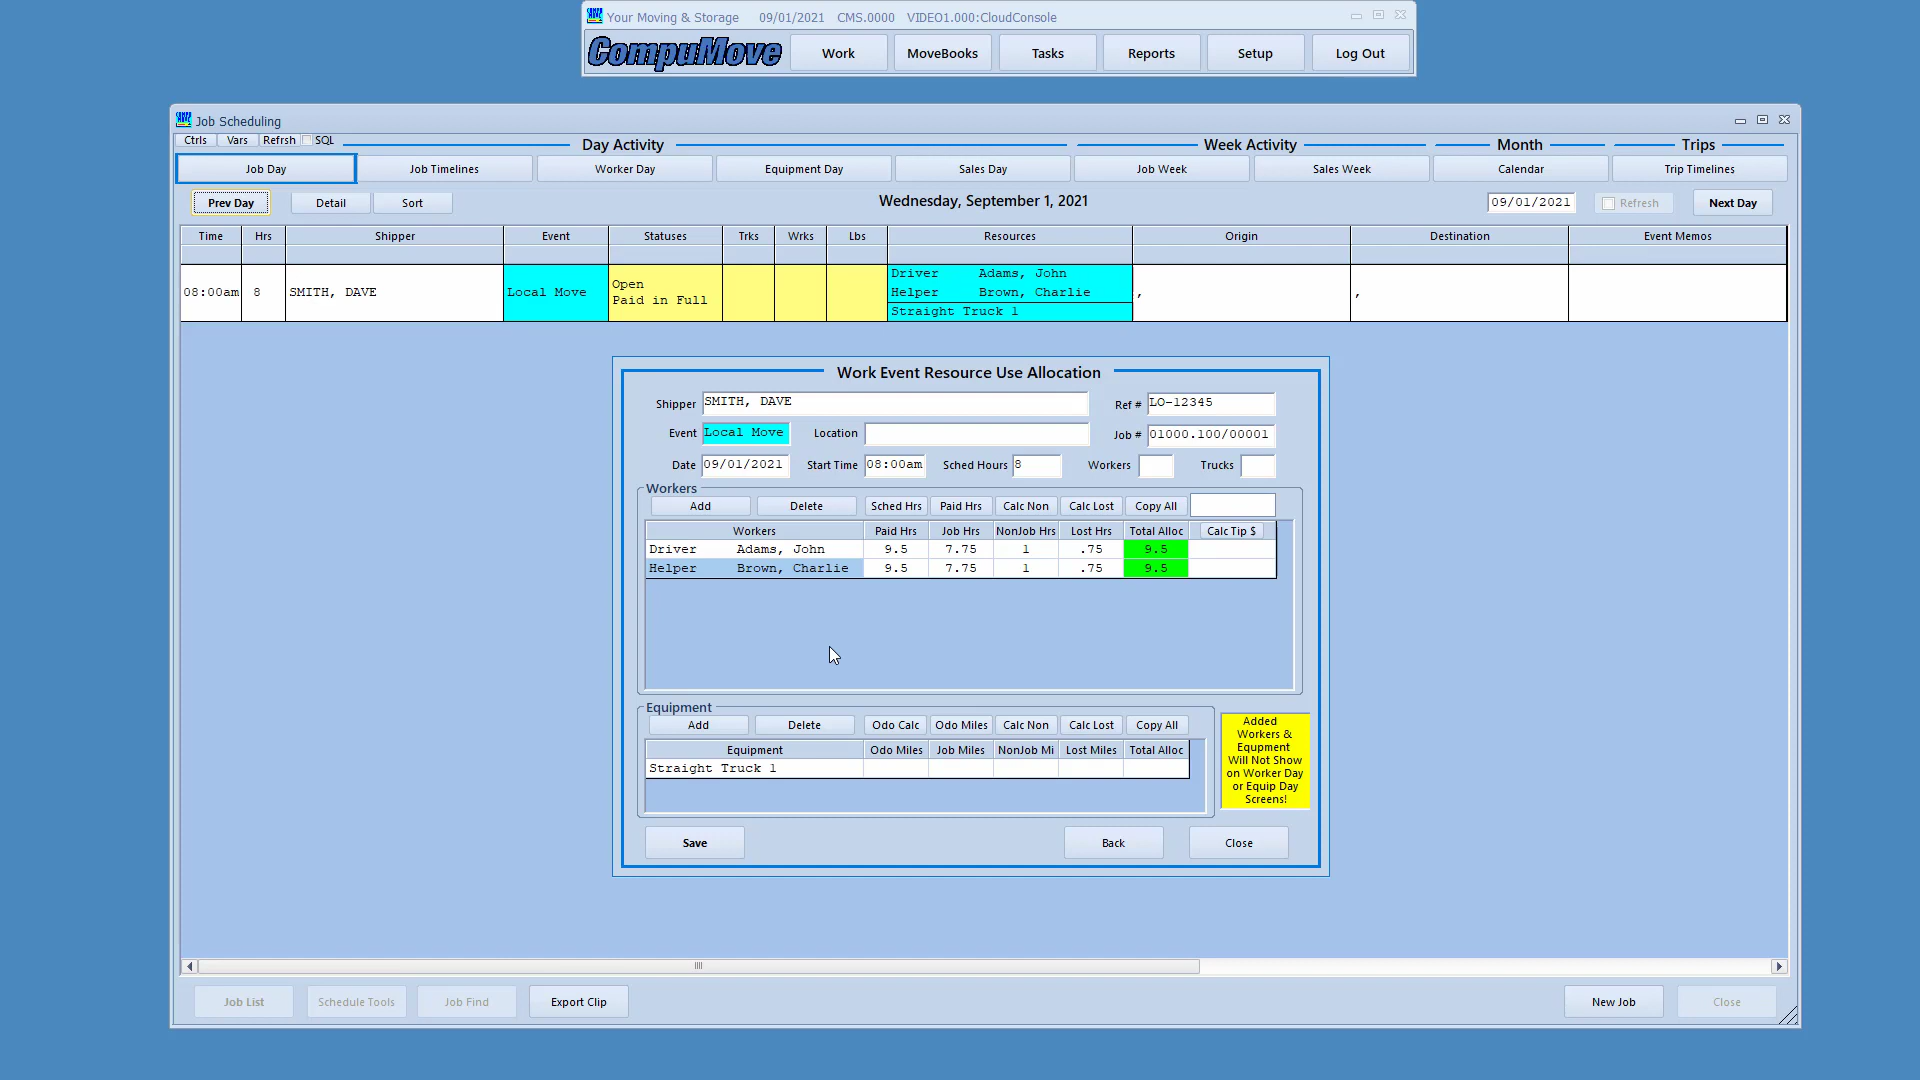 Your Moving & Storage 09/01/2021 CMS.0000 VIDEO1.000:CloudConsole
CompuMove Work MoveBooks Tasks Reports Setup Log Out
Job Scheduling
Ctrls Vars Refrsh SQL Day Activity Week Activity Month Trips
Job Day Job Timelines Worker Day Equipment Day Sales Day Job Week Sales Week Calendar Trip Timelines
Prev Day Detail Sort Wednesday, September 1, 2021 09/01/2021 Refresh Next Day
Time Hrs Shipper Event Statuses Trks Wrks Lbs Resources Origin Destination Event Memos
08:00am 8 SMITH, DAVE Local Move Open
Paid in Full
Driver Adams, John
Helper Brown, Charlie
Straight Truck 1
, ,
Work Event Resource Use Allocation
Shipper SMITH, DAVE Ref # LO-12345
Event Local Move Location Job # 01000.100/00001
Date 09/01/2021 Start Time 08:00am Sched Hours 8 Workers Trucks
Workers
Add Delete Sched Hrs Paid Hrs Calc Non Calc Lost Copy All
Workers Paid Hrs Job Hrs NonJob Hrs Lost Hrs Total Alloc Calc Tip $
Driver Adams, John 9.5 7.75 1 .75 9.5
Helper Brown, Charlie 9.5 7.75 1 .75 9.5
Equipment
Add Delete Odo Calc Odo Miles Calc Non Calc Lost Copy All
Equipment Odo Miles Job Miles NonJob Mi Lost Miles Total Alloc
Straight Truck 1
Added
Workers &
Equpment
Will Not Show
on Worker Day
or Equip Day
Screens!
Save Back Close
Job List Schedule Tools Job Find Export Clip New Job Close